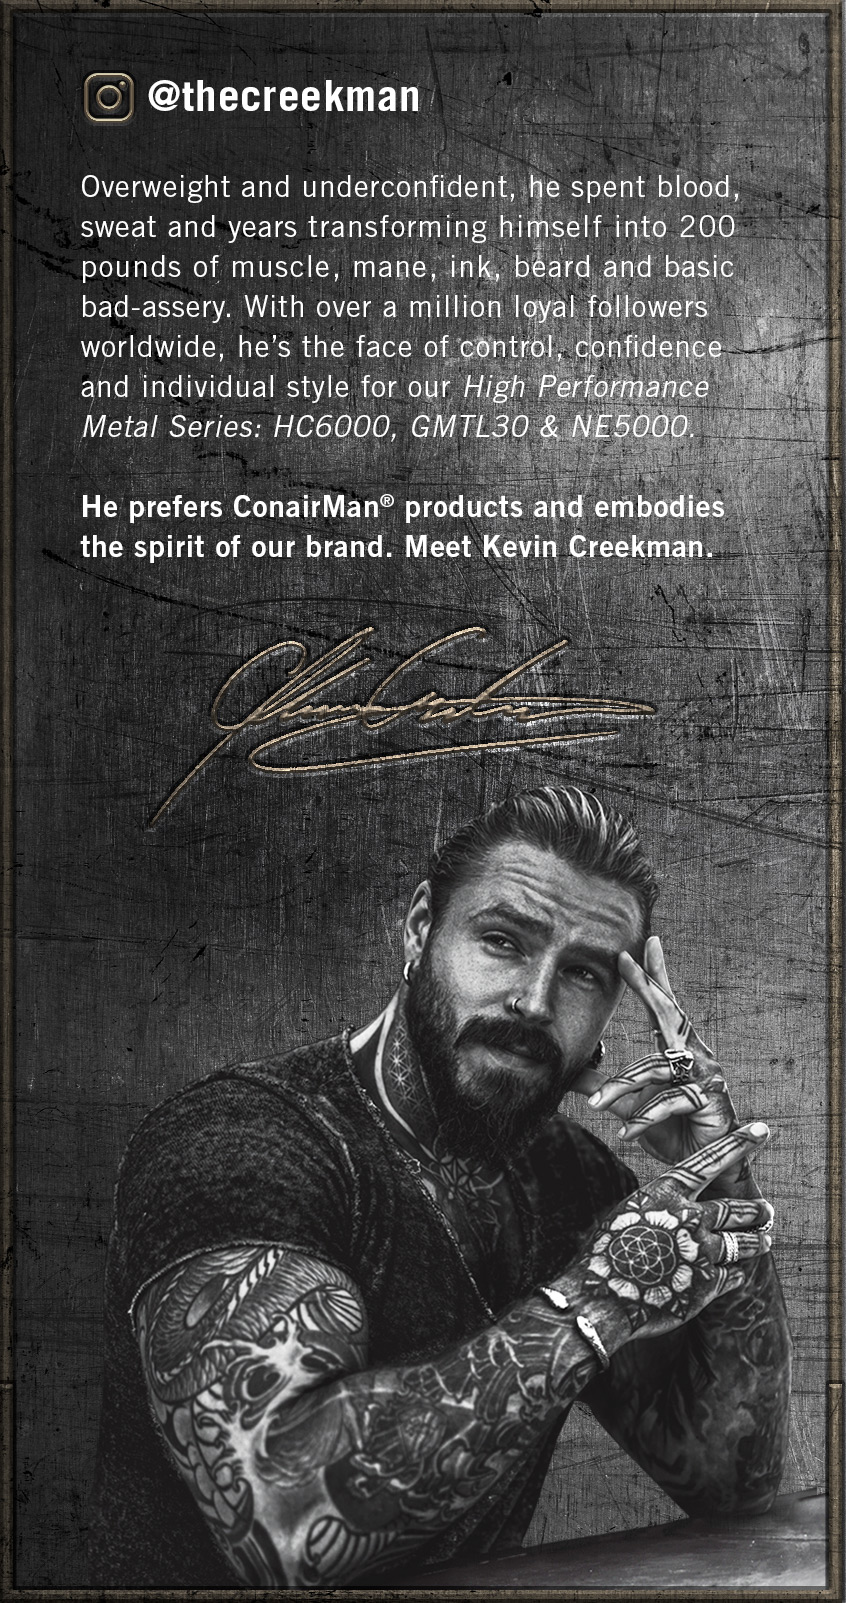 @thecreekman
Overweight and underconfident, he spent blood,
sweat and years transforming himself into 200
pounds of muscle, mane, ink, beard and basic
bad-assery. With over a million loyal followers
worldwide, he’s the face of control, confidence
and individual style for our High Performance
Metal Series: HC6000, GMTL30 & NE5000.
He prefers ConairMan® products and embodies
the spirit of our brand. Meet Kevin Creekman.